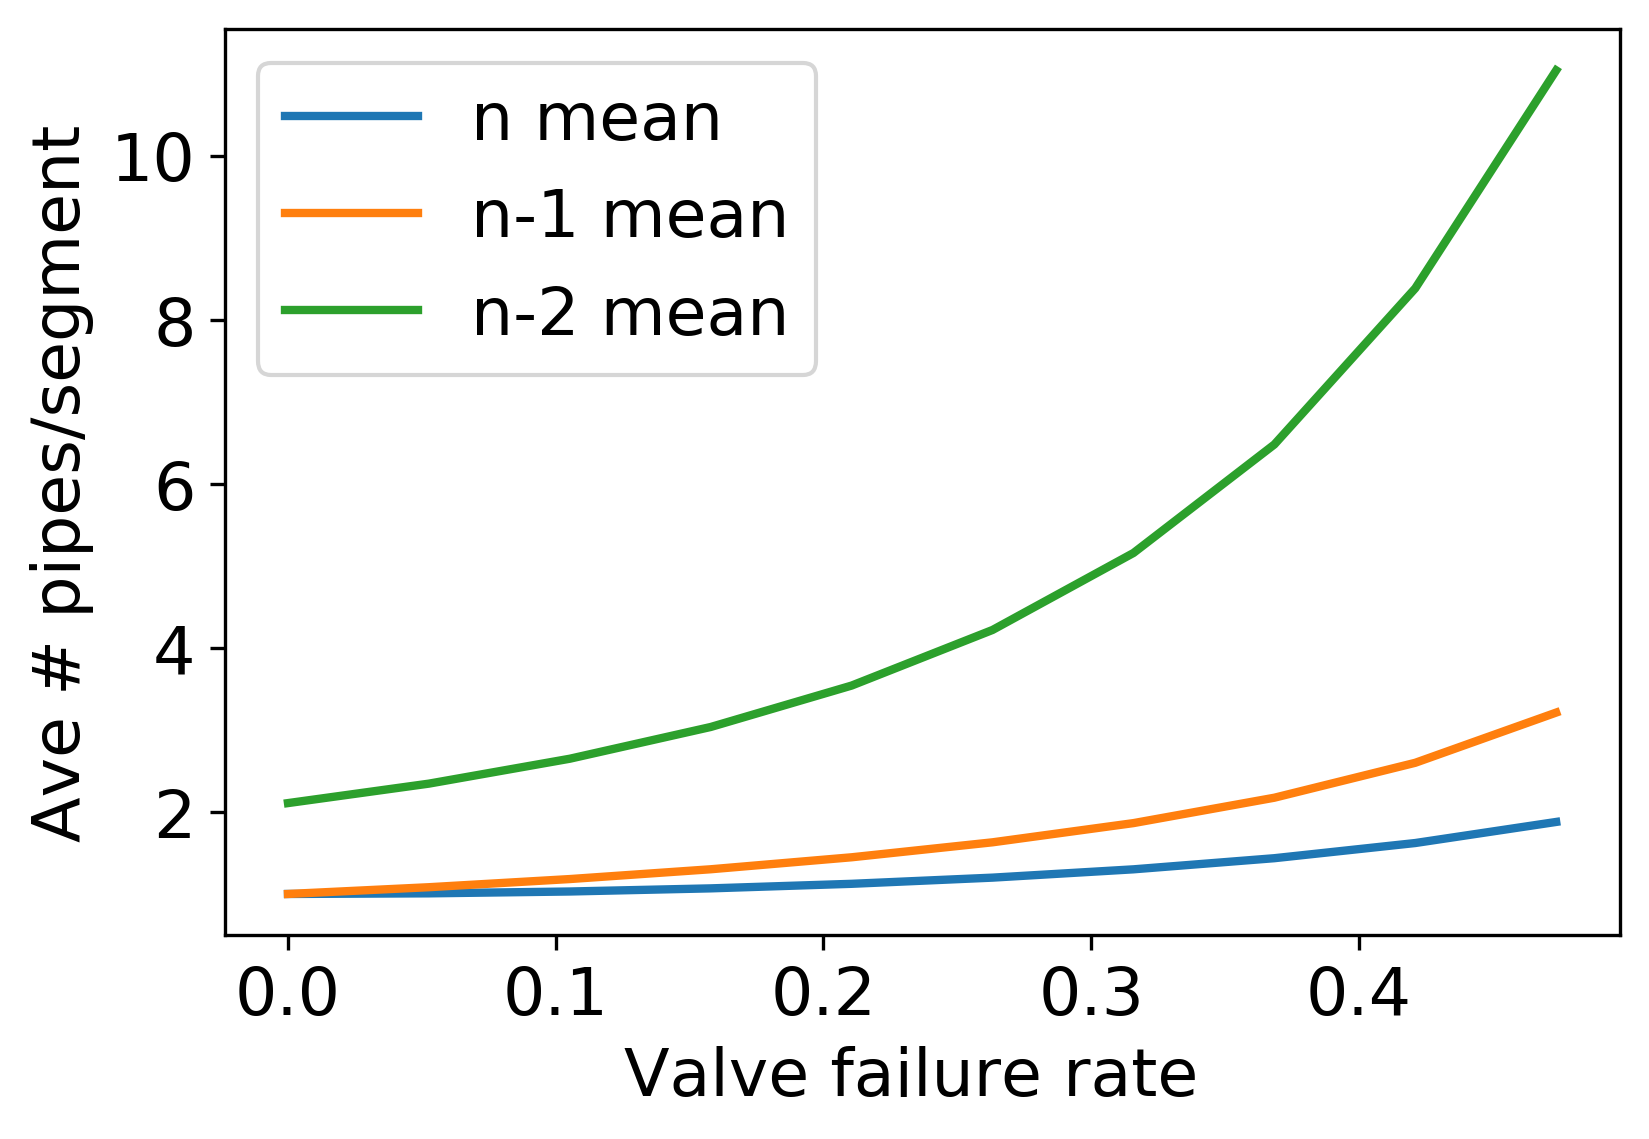 n mean
n-1 mean
n-2 mean
Ave # pipes/segment
10
8
6
4
2
0.0 0.1 0.2 0.3 0.4
Valve failure rate